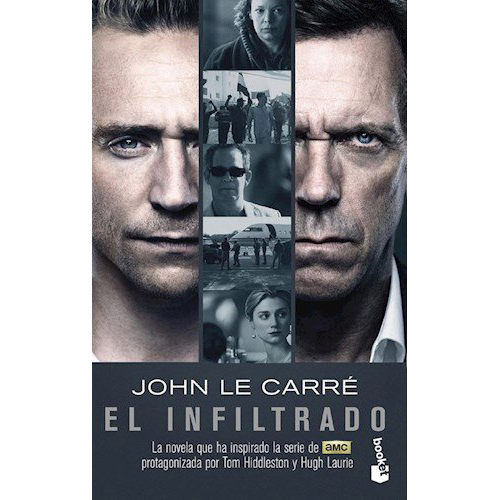 JOHN LE CARRÉ
EL INFILTRADO
La novela que ha inspirado la serie de aMC
protagonizada por Tom Hiddleston y Hugh Laurie
booket